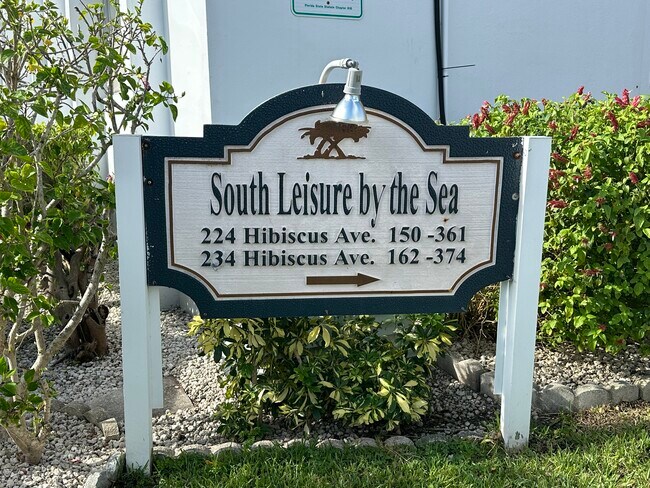 South Leisure by the Sea
224 Hibiscus Ave. 150 -361
234 Hibiscus Ave. 162 -374